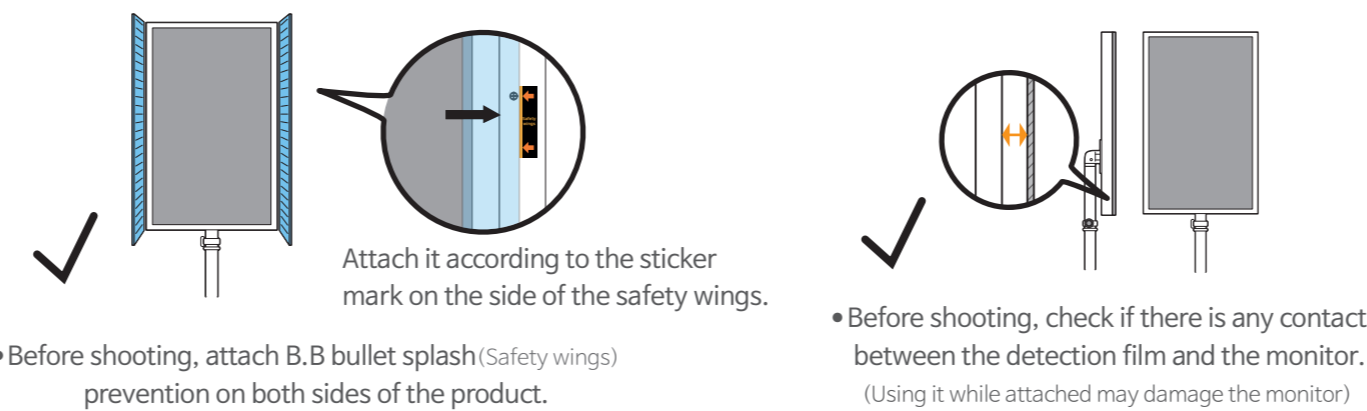 Safety
wings
Attach it according to the sticker
mark on the side of the safety wings.
•Before shooting, attach B.B bullet splash(Safety wings)
prevention on both sides of the product.
•Before shooting, check if there is any contact
between the detection film and the monitor.
(Using it while attached may damage the monitor)